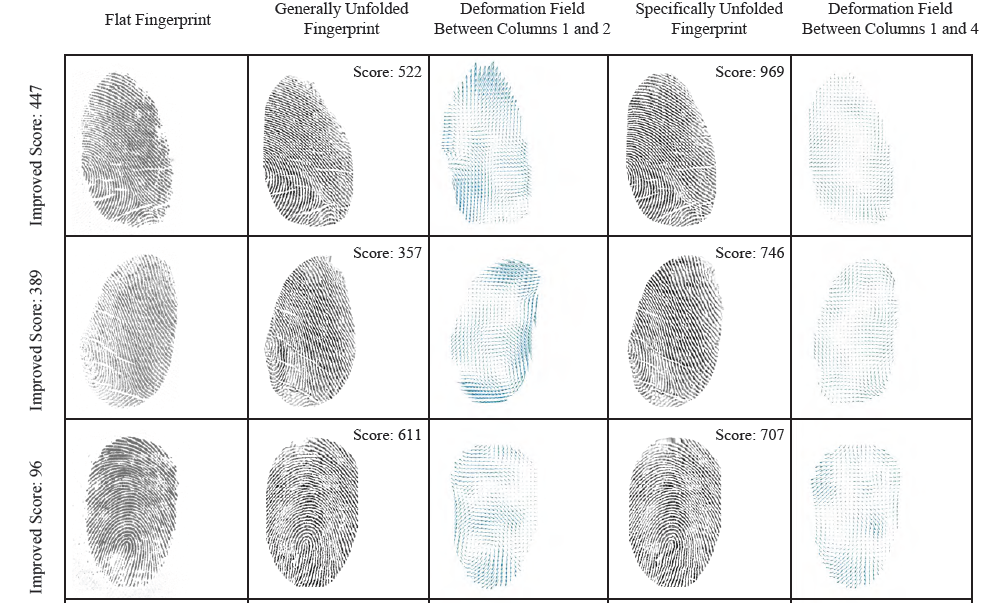 Flat Fingerprint
Generally Unfolded
Fingerprint
Deformation Field
Between Columns 1 and 2
Specifically Unfolded
Fingerprint
Deformation Field
Between Columns 1 and 4
Improved Score: 447
Score: 522
Score: 969
Improved Score: 389
Score: 357
Score: 746
Improved Score: 96
Score: 611
Score: 707